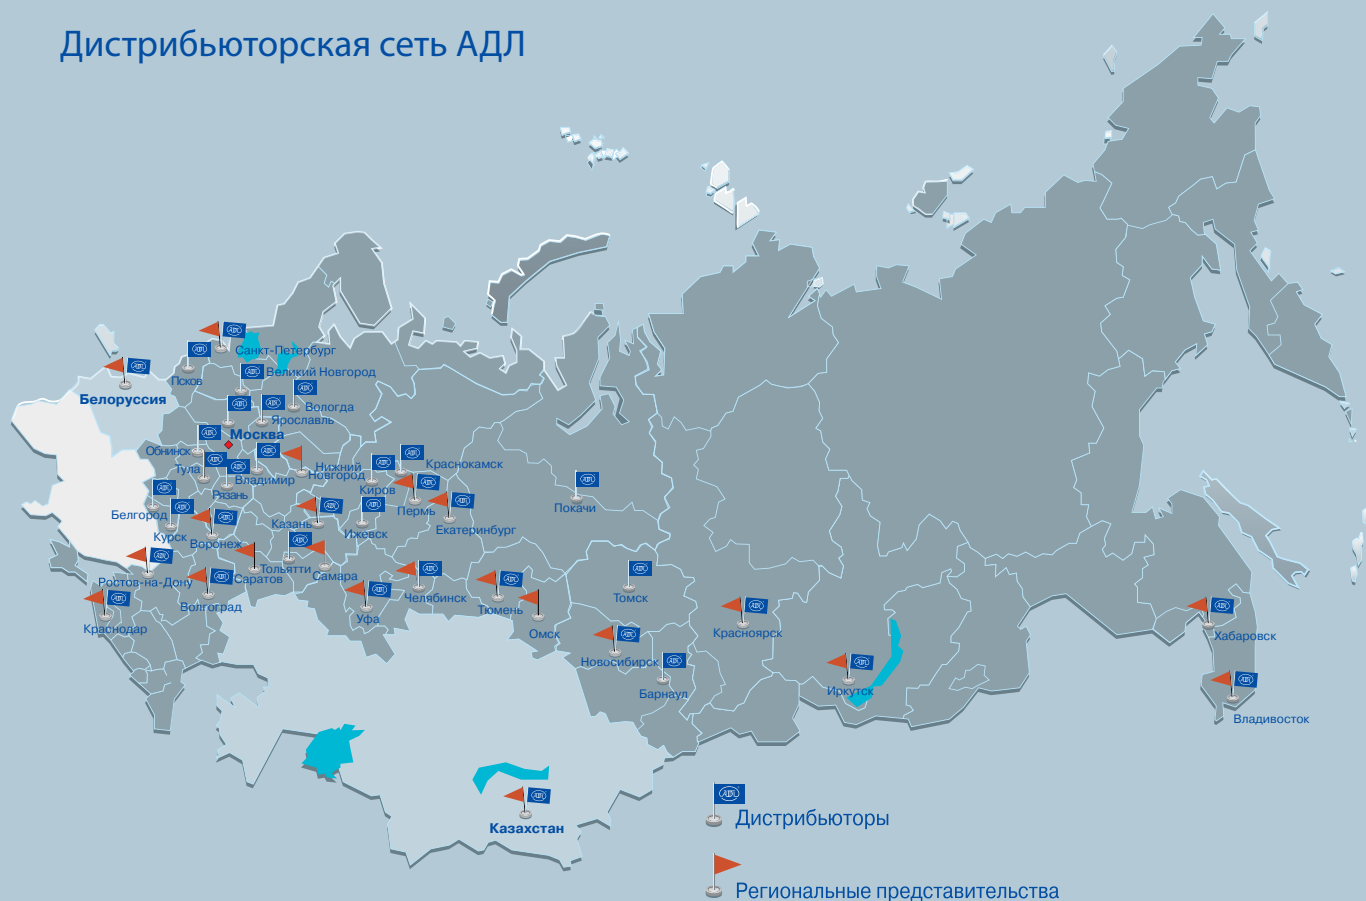 Дистрибьюторская сеть АДЛ
Санкт-Петербург
Псков
Великий Новгород
Белоруссия
Вологда
Ярославль
Москва
Обнинск
Тула
Владимир
Рязань
Нижний
Новгород
Киров
Краснокамск
Пермь
Екатеринбург
Покачи
Белгород
Курск
Воронеж
Казань
Ижевск
Ростов-на-Дону
Саратов
Тольятти
Самара
Волгоград
Краснодар
Уфа
Челябинск
Тюмень
Омск
Томск
Новосибирск
Барнаул
Красноярск
Иркутск
Хабаровск
Владивосток
Казахстан
Дистрибьюторы
Региональные представительства